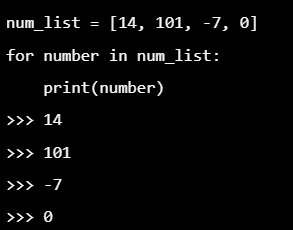 num_list = [14, 101, -7, 0]
for number in num_list:
    print(number)
>>> 14
>>> 101
>>> -7
>>> 0